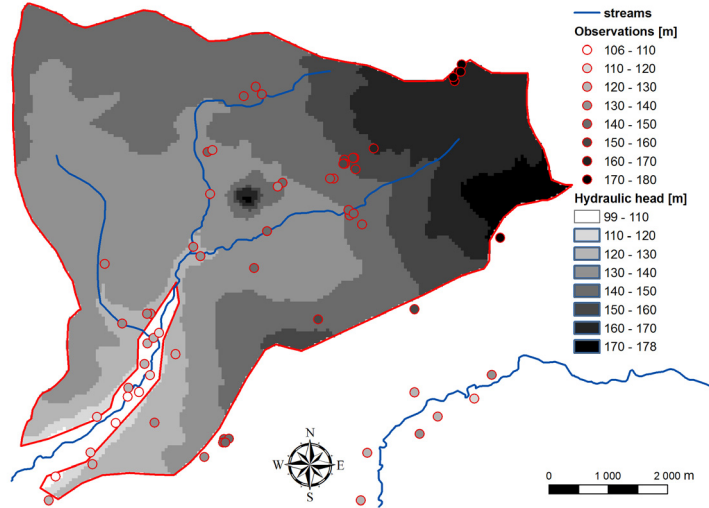 streams
Observations [m]
106 - 110
110 - 120
120 - 130
130 - 140
140 - 150
150 - 160
160 - 170
170 - 180
Hydraulic head [m]
99 - 110
110 - 120
120 - 130
130 - 140
140 - 150
150 - 160
160 - 170
170 - 178
N
W E
S
0 1 000 2 000 m